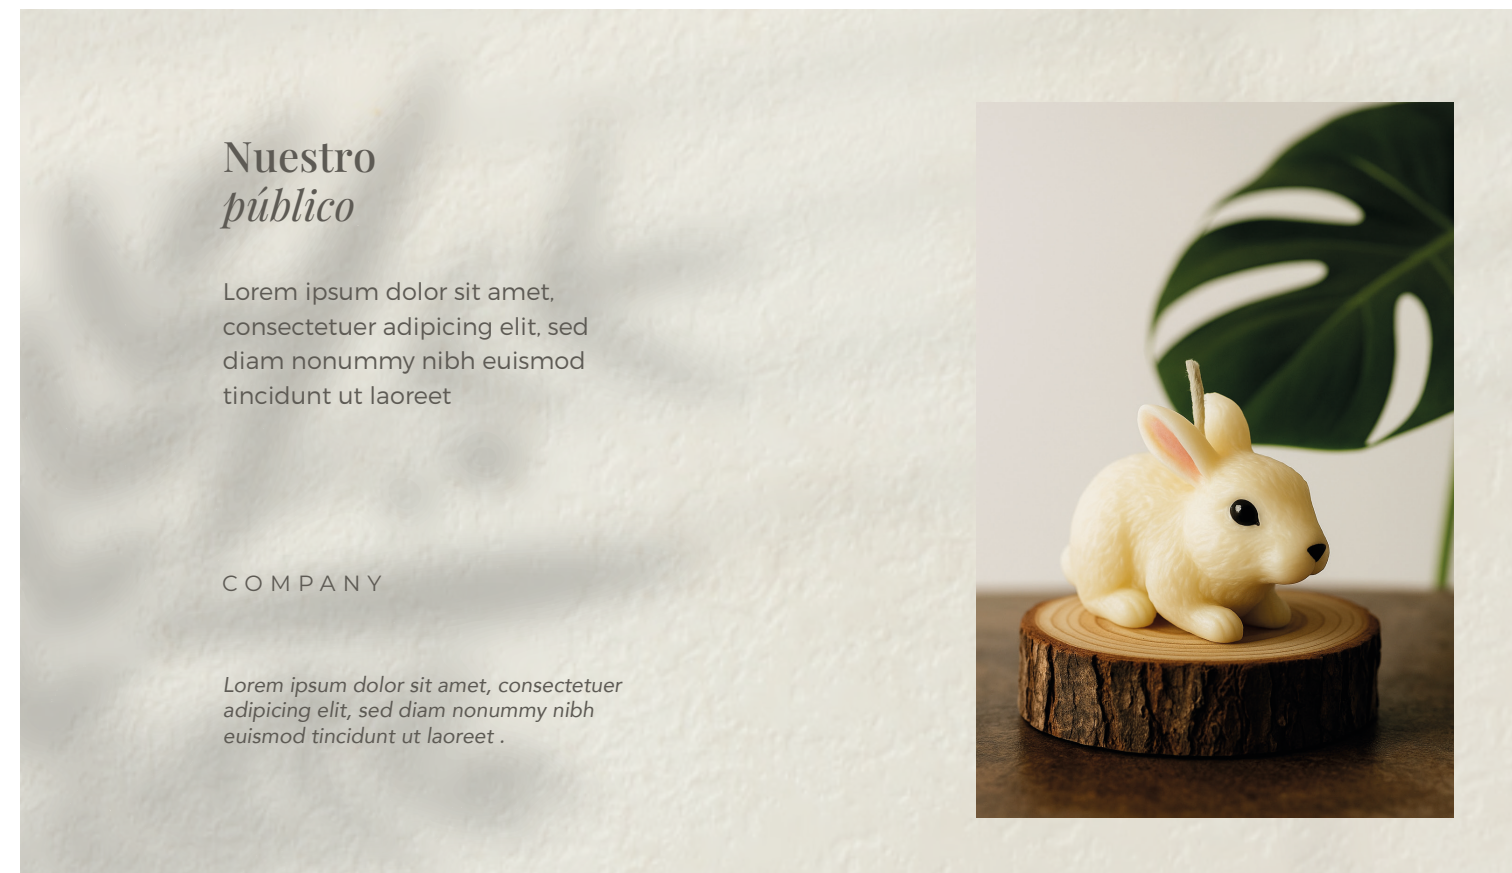 Nuestro
público
Lorem ipsum dolor sit amet,
consectetuer adipicing elit, sed
diam nonummy nibh euismod
tincidunt ut laoreet
COMPANY
Lorem ipsum dolor sit amet, consectetuer
adipicing elit, sed diam nonummy nibh
euismod tincidunt ut laoreet .